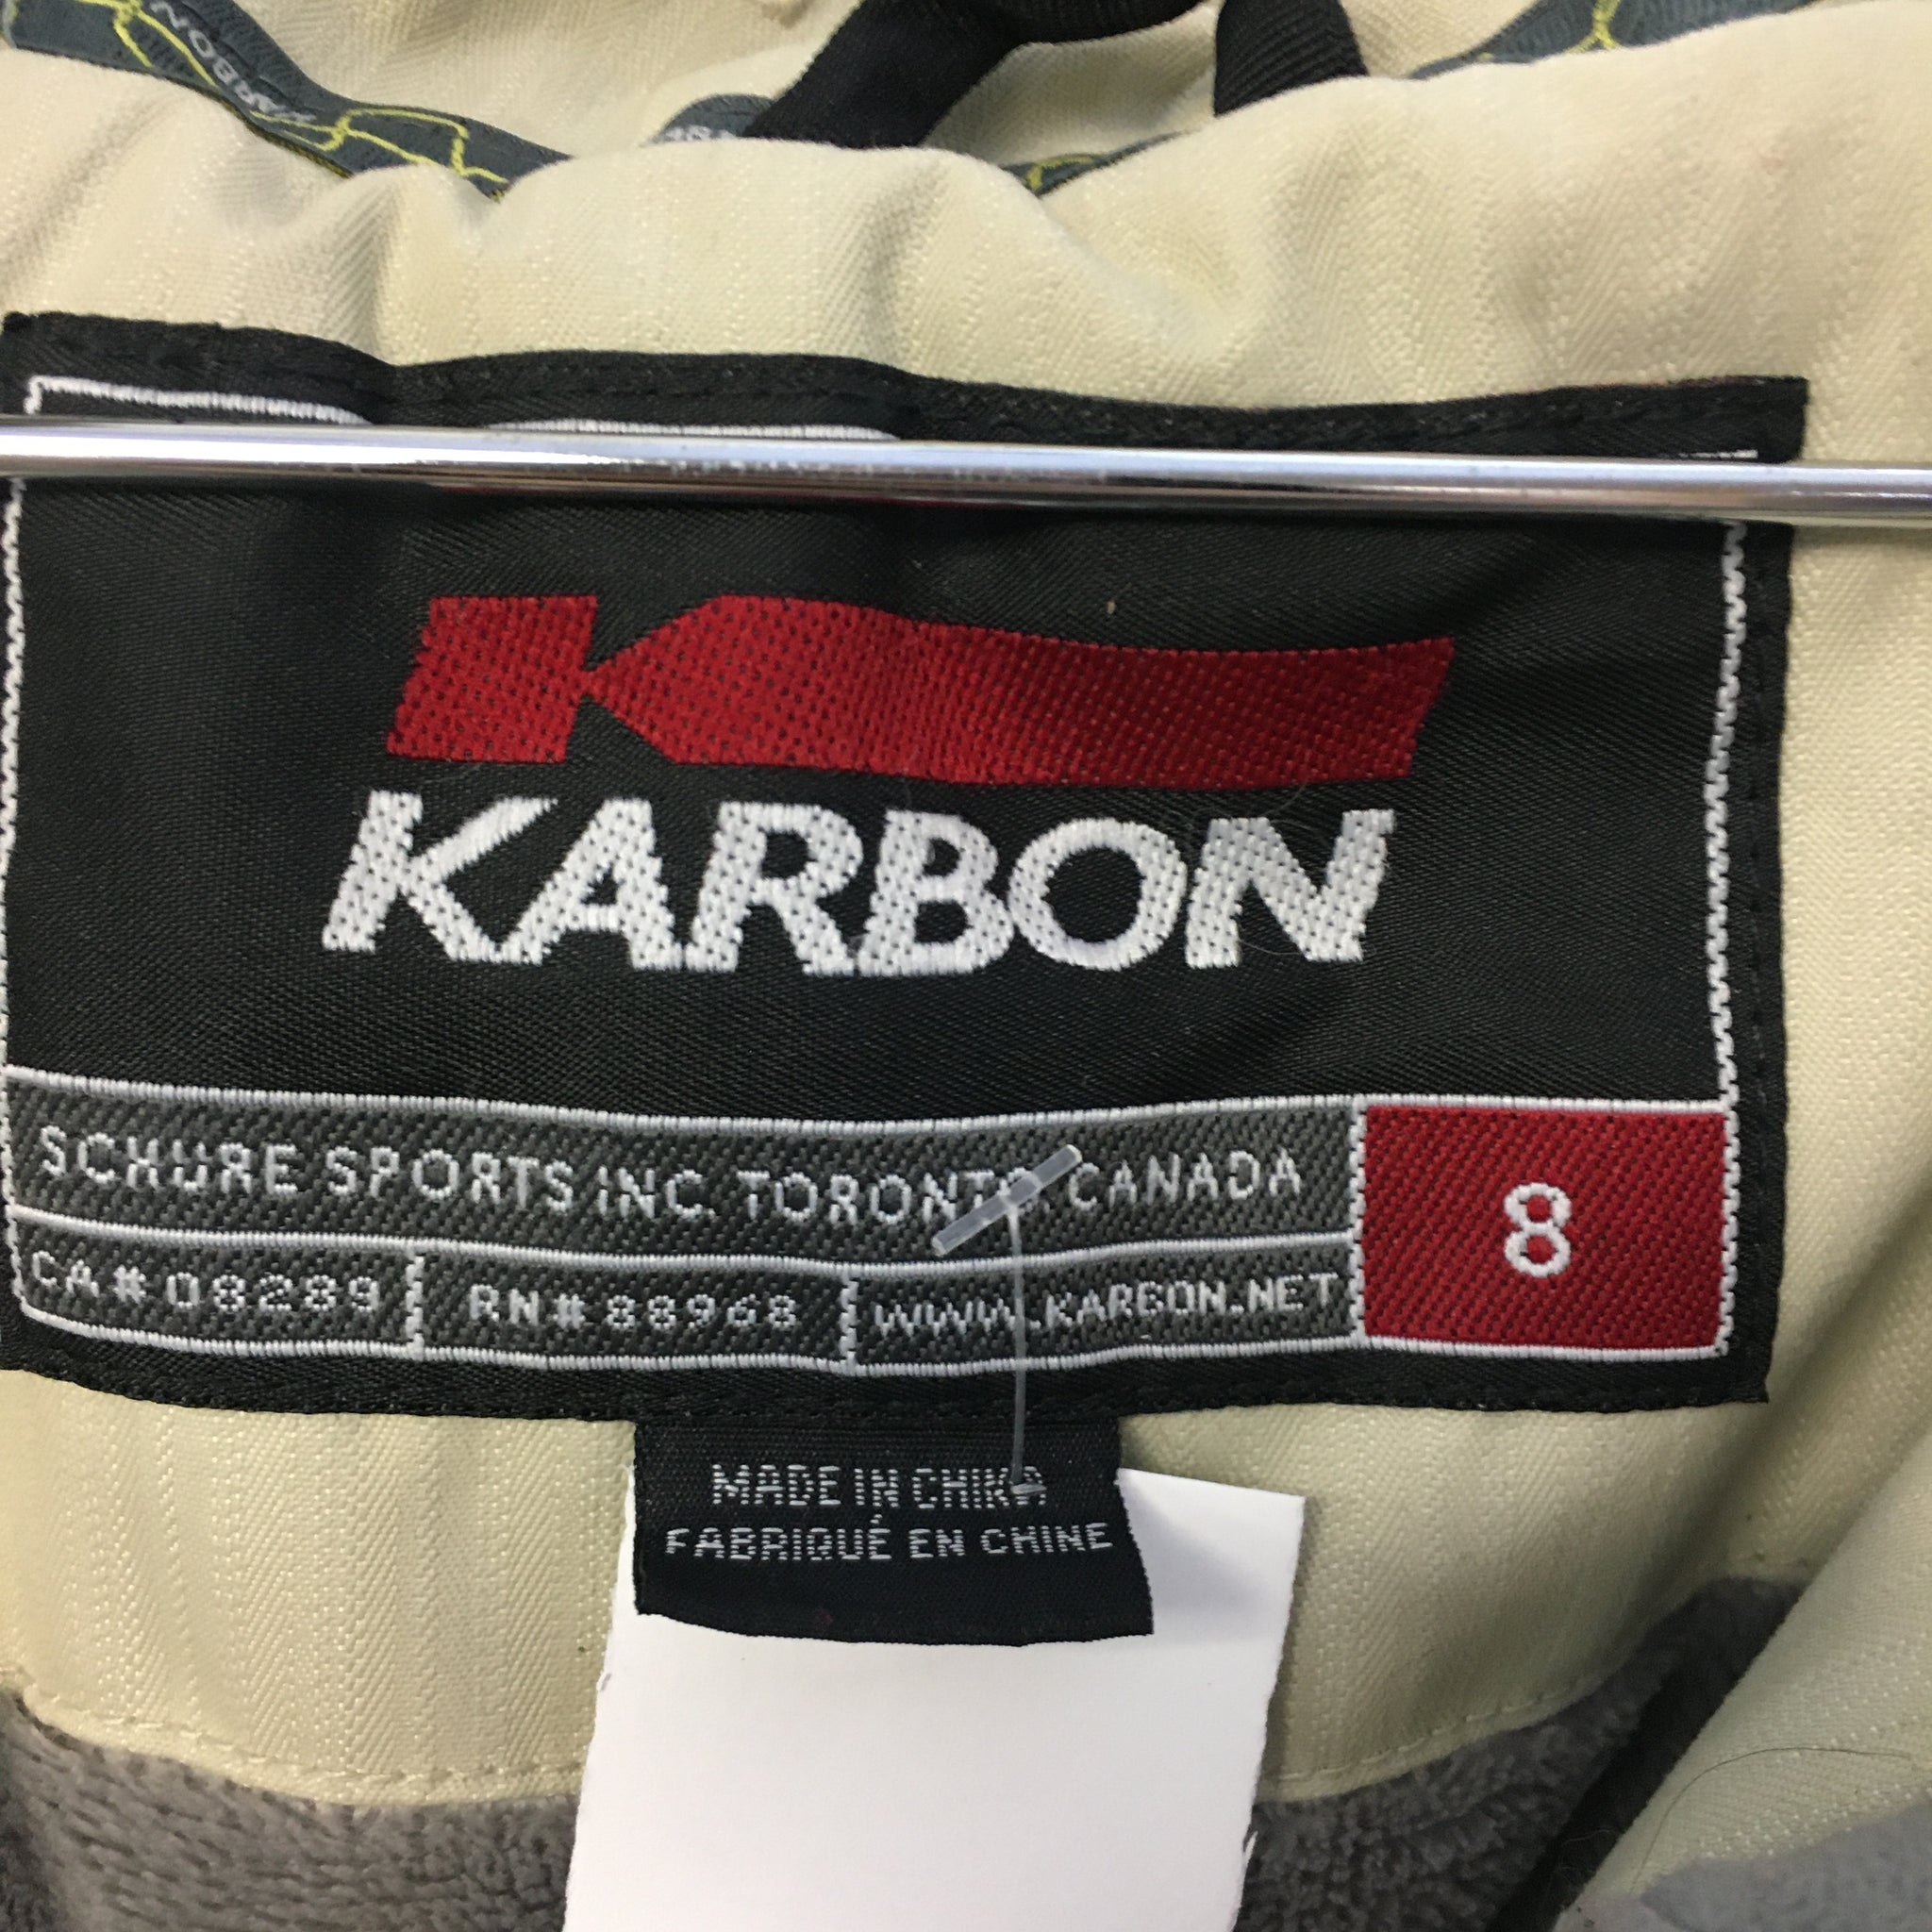 KARBON
KARBON
SCHURE SPORTS INC. TORONTO, CANADA
8
CA# 08289
RN# 88968
WWW.KARBON.NET
MADE IN CHINA
FABRIQUÉ EN CHINE